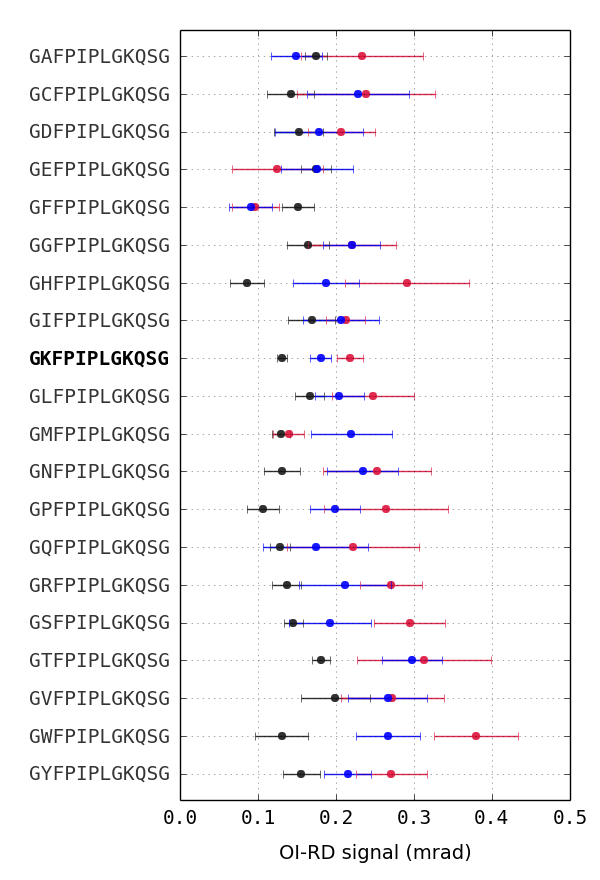 GAFPIPLGKQSG
GCFPIPLGKQSG
GDFPIPLGKQSG
GEFPIPLGKQSG
GFFPIPLGKQSG
GGFPIPLGKQSG
GHFPIPLGKQSG
GIFPIPLGKQSG
GKFPIPLGKQSG
GLFPIPLGKQSG
GMFPIPLGKQSG
GNFPIPLGKQSG
GPFPIPLGKQSG
GQFPIPLGKQSG
GRFPIPLGKQSG
GSFPIPLGKQSG
GTFPIPLGKQSG
GVFPIPLGKQSG
GWFPIPLGKQSG
GYFPIPLGKQSG
0.0 0.1 0.2 0.3 0.4 0.5
OI-RD signal (mrad)